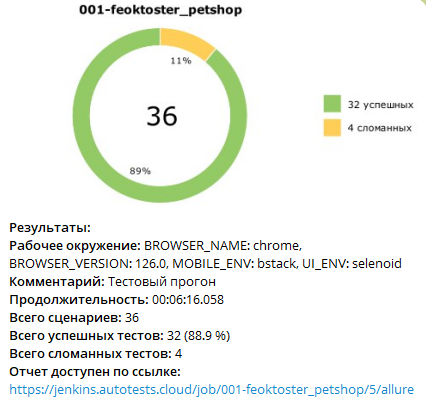 001-feoktoster_petshop
11%
36
89%
32 успешных
4 сломанных
Результаты:
Рабочее окружение: BROWSER_NAME: chrome,
BROWSER_VERSION: 126.0, MOBILE_ENV: bstack, UI_ENV: selenoid
Комментарий: Тестовый прогон
Продолжительность: 00:06:16.058
Всего сценариев: 36
Всего успешных тестов: 32 (88.9 %)
Всего сломанных тестов: 4
Отчет доступен по ссылке:
https://jenkins.autotests.cloud/job/001-feoktoster_petshop/5/allure